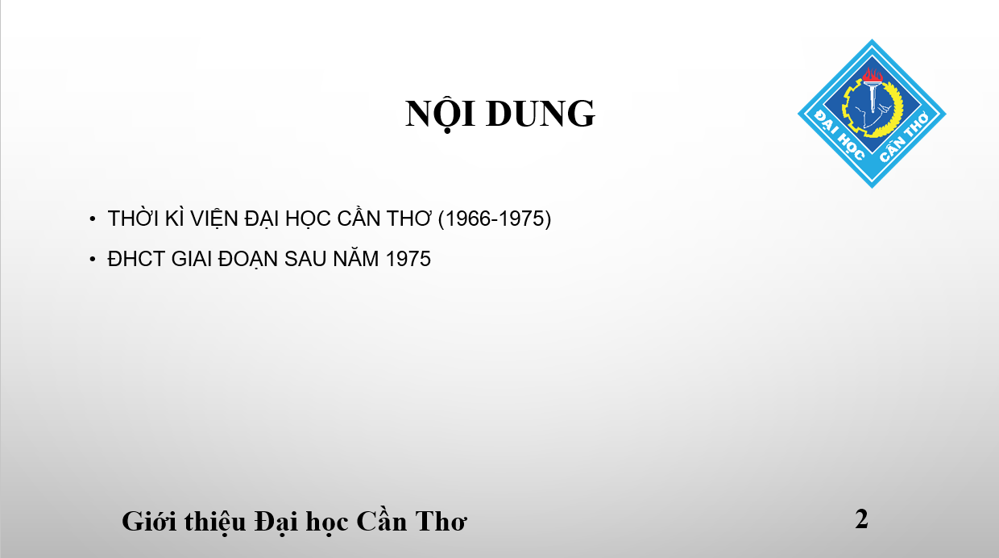 NỘI DUNG
ĐẠI HỌC CẦN THƠ
• THỜI KÌ VIỆN ĐẠI HỌC CẦN THƠ (1966-1975)
• ĐHCT GIAI ĐOẠN SAU NĂM 1975
Giới thiệu Đại học Cần Thơ
2